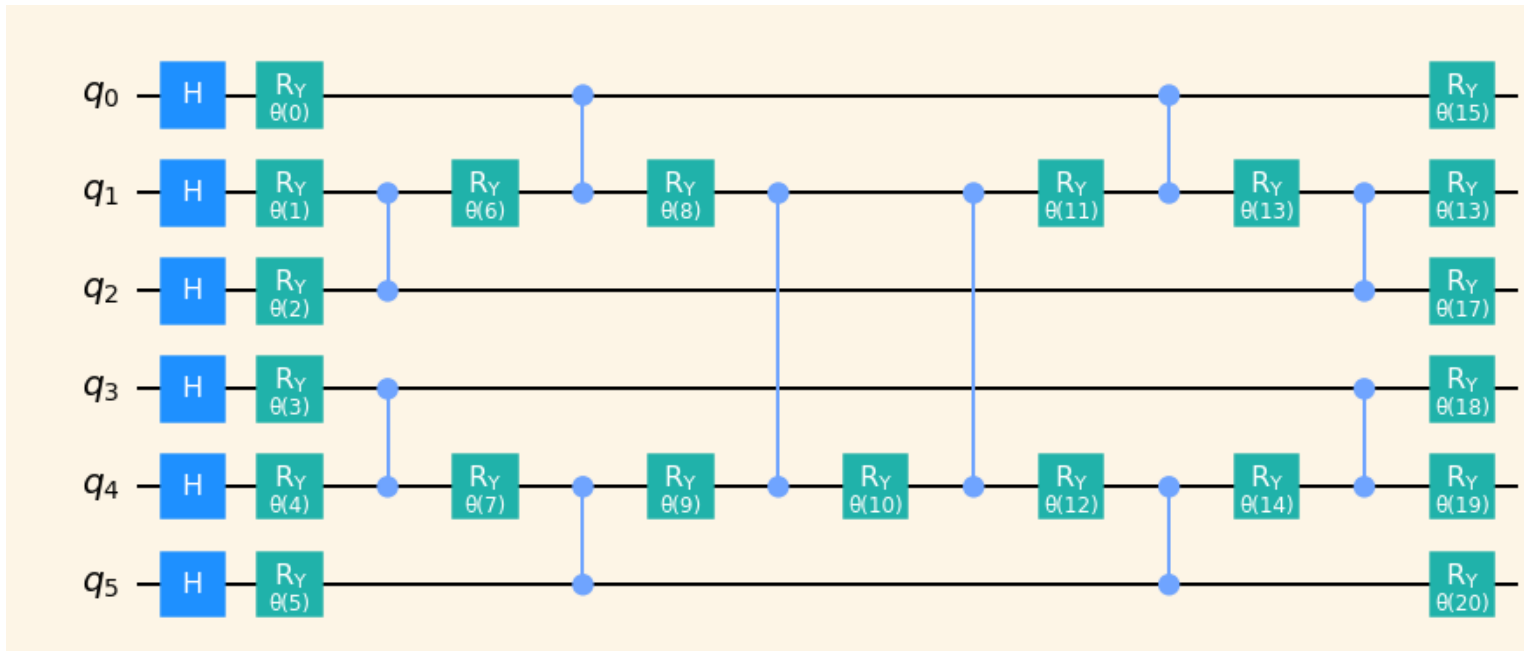 q0 H RY θ(0) RY θ(15)
q1 H RY θ(1) RY θ(6) RY θ(8) RY θ(11) RY θ(13) RY θ(13)
q2 H RY θ(2) RY θ(17)
q3 H RY θ(3) RY θ(18)
q4 H RY θ(4) RY θ(7) RY θ(9) RY θ(10) RY θ(12) RY θ(14) RY θ(19)
q5 H RY θ(5) RY θ(20)